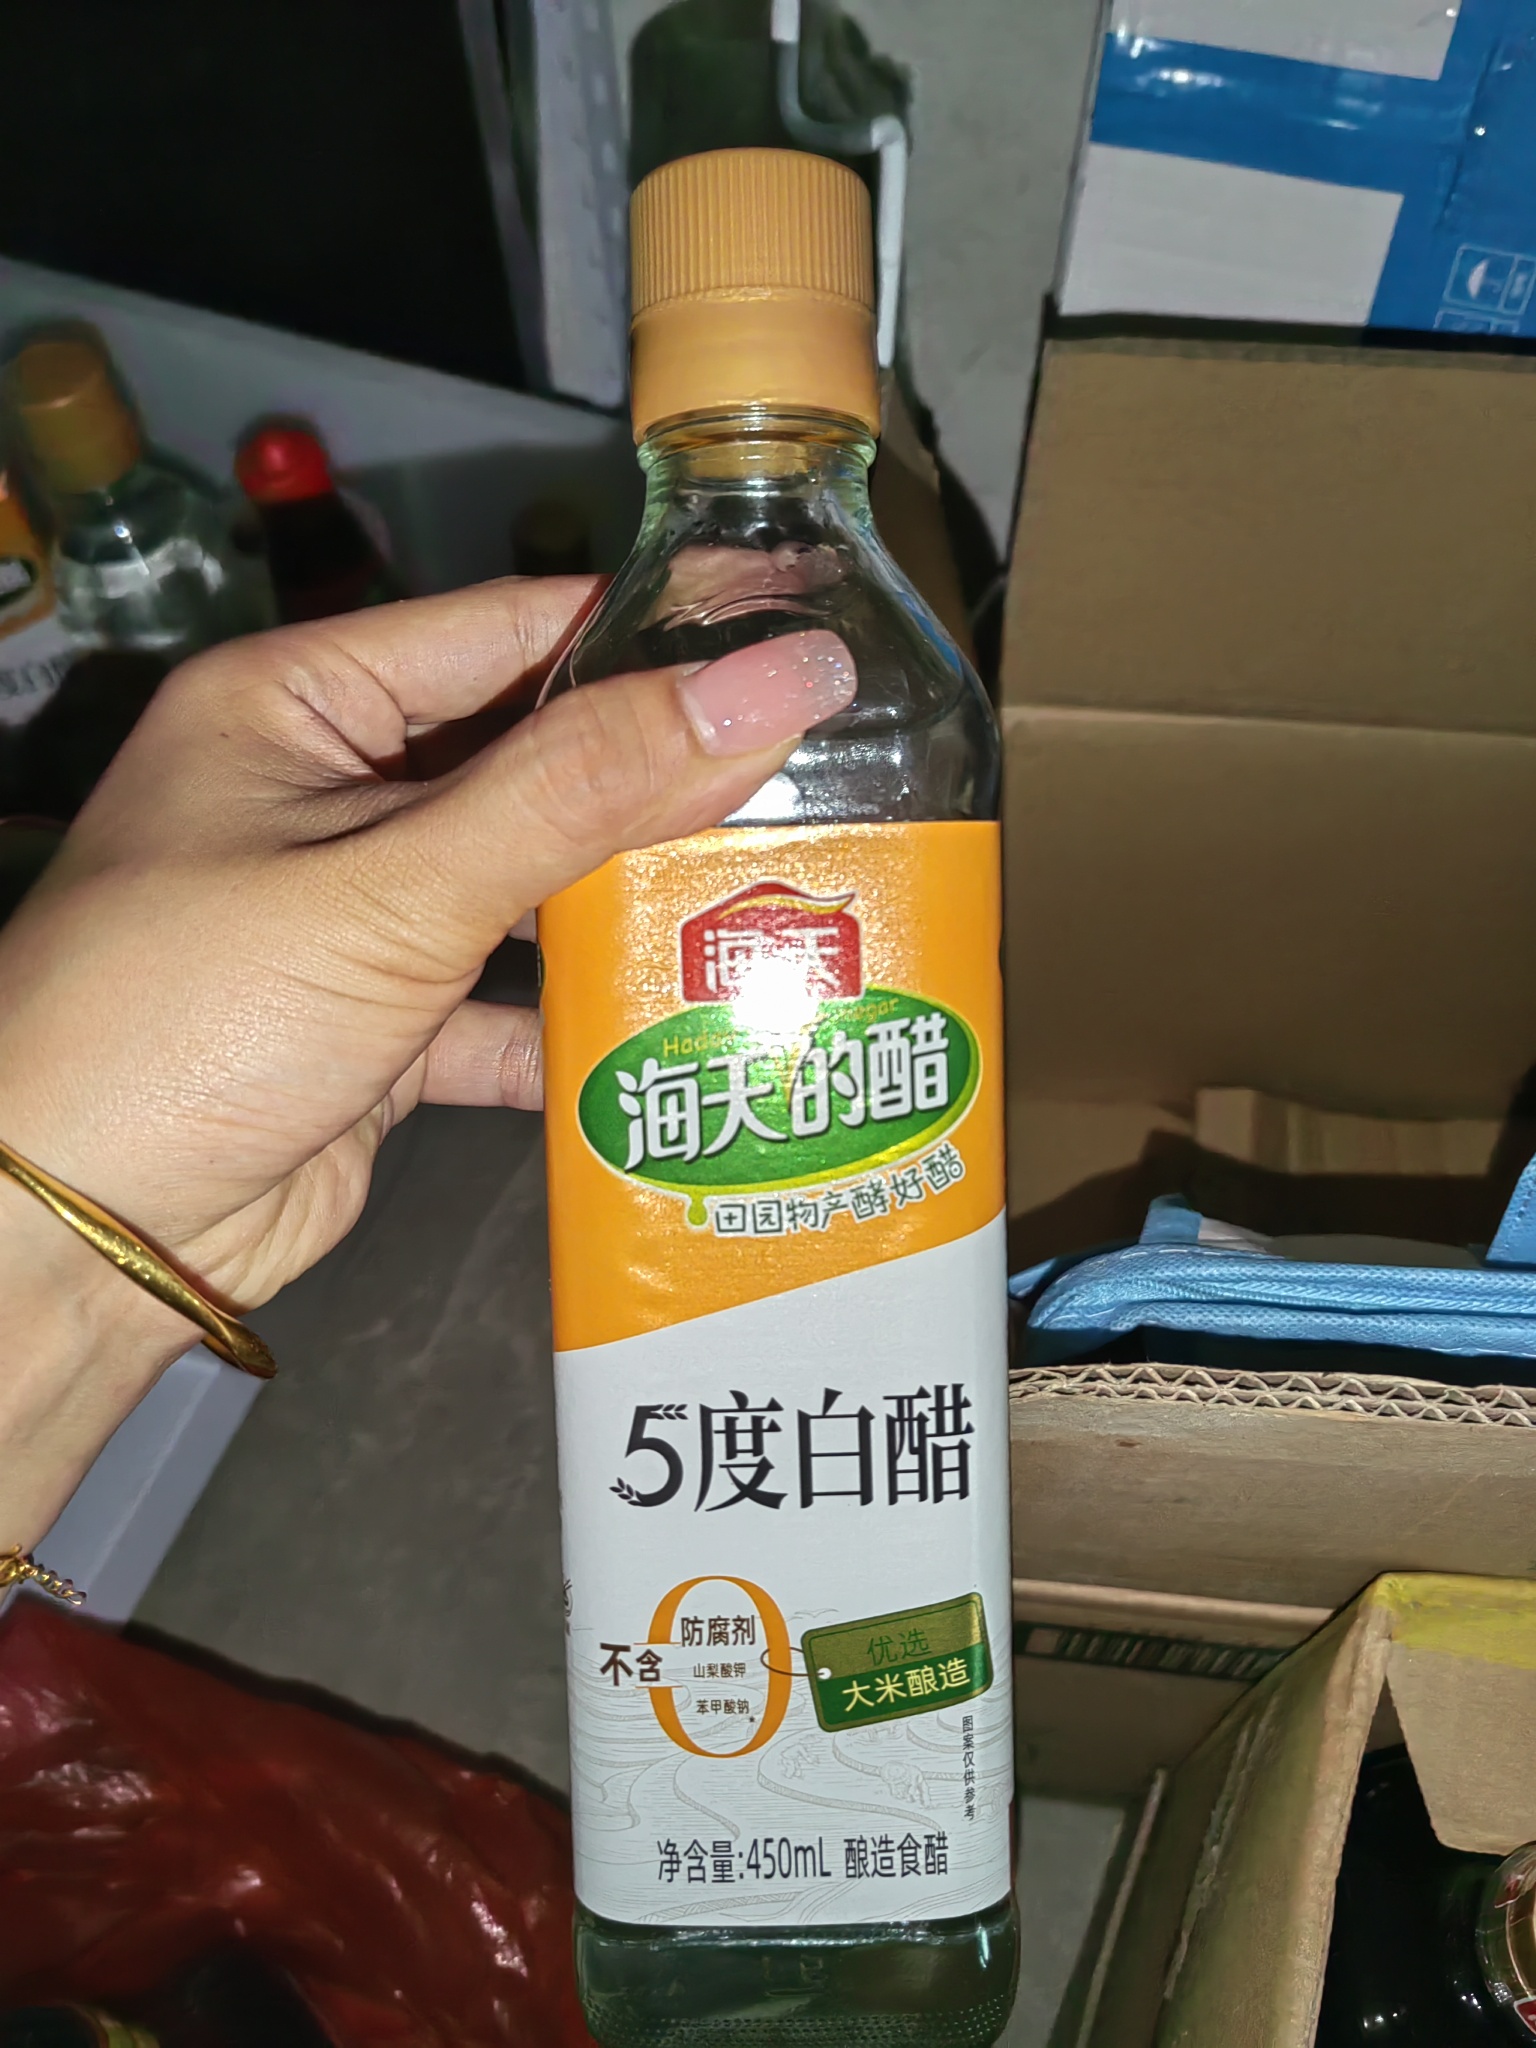 海天
海天的醋
田园物产酵好醋
5度白醋
不含
防腐剂
山梨酸钾
苯甲酸钠*
优选
大米酿造
图案仅供参考
净含量:450mL 酿造食醋